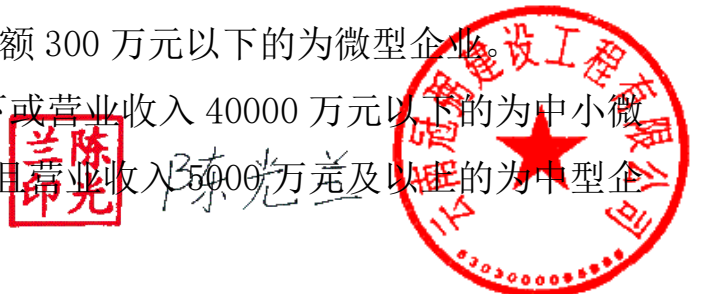 额 300 万元以下的为微型企业。
下或营业收入 40000 万元以下的为中小微
且营业收入 5000 万元及以上的为中型企
陈光兰印
陈光兰
云南冠 建设工程有限公司